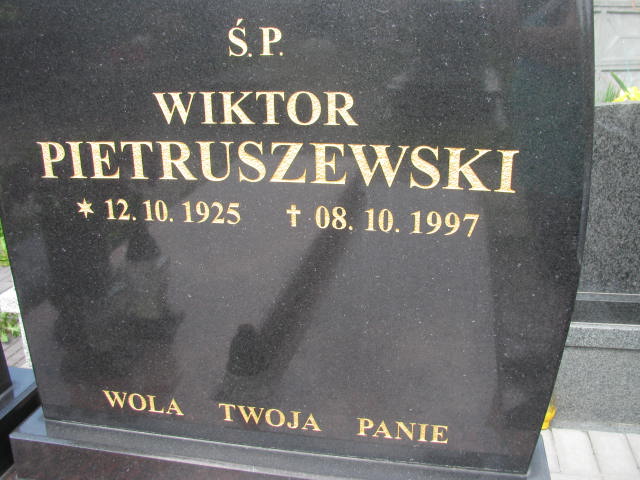 Ś.P.
WIKTOR
PIETRUSZEWSKI
* 12.10.1925 † 08.10.1997
WOLA TWOJA PANIE